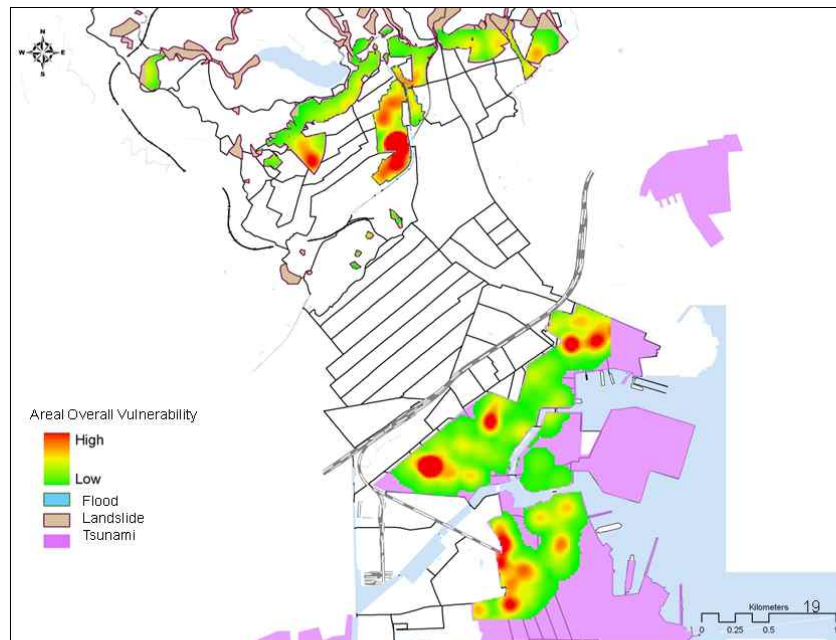 N
W E
S
Areal Overall Vulnerability
High
Low
Flood
Landslide
Tsunami
Kilometers 19
1 0 0.25 0.5